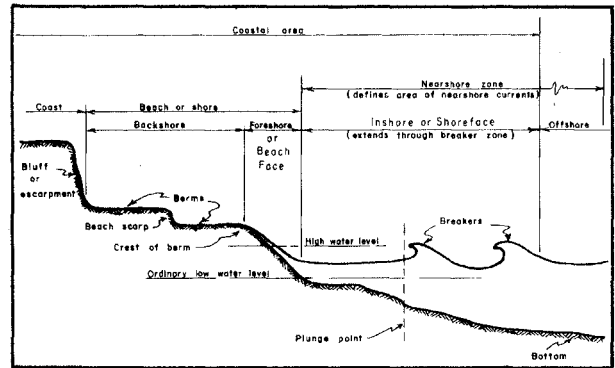 Coastal area
Nearshore zone
(defines area of nearshore currents)
Coast
Beach or shore
Backshore
Foreshore
or
Beach
Face
Inshore or Shoreface
(extends through breaker zone)
Offshore
Bluff
or
escarpment
Berms
Beach scarp
Crest of berm
High water level
Breakers
Ordinary low water level
Plunge point
Bottom